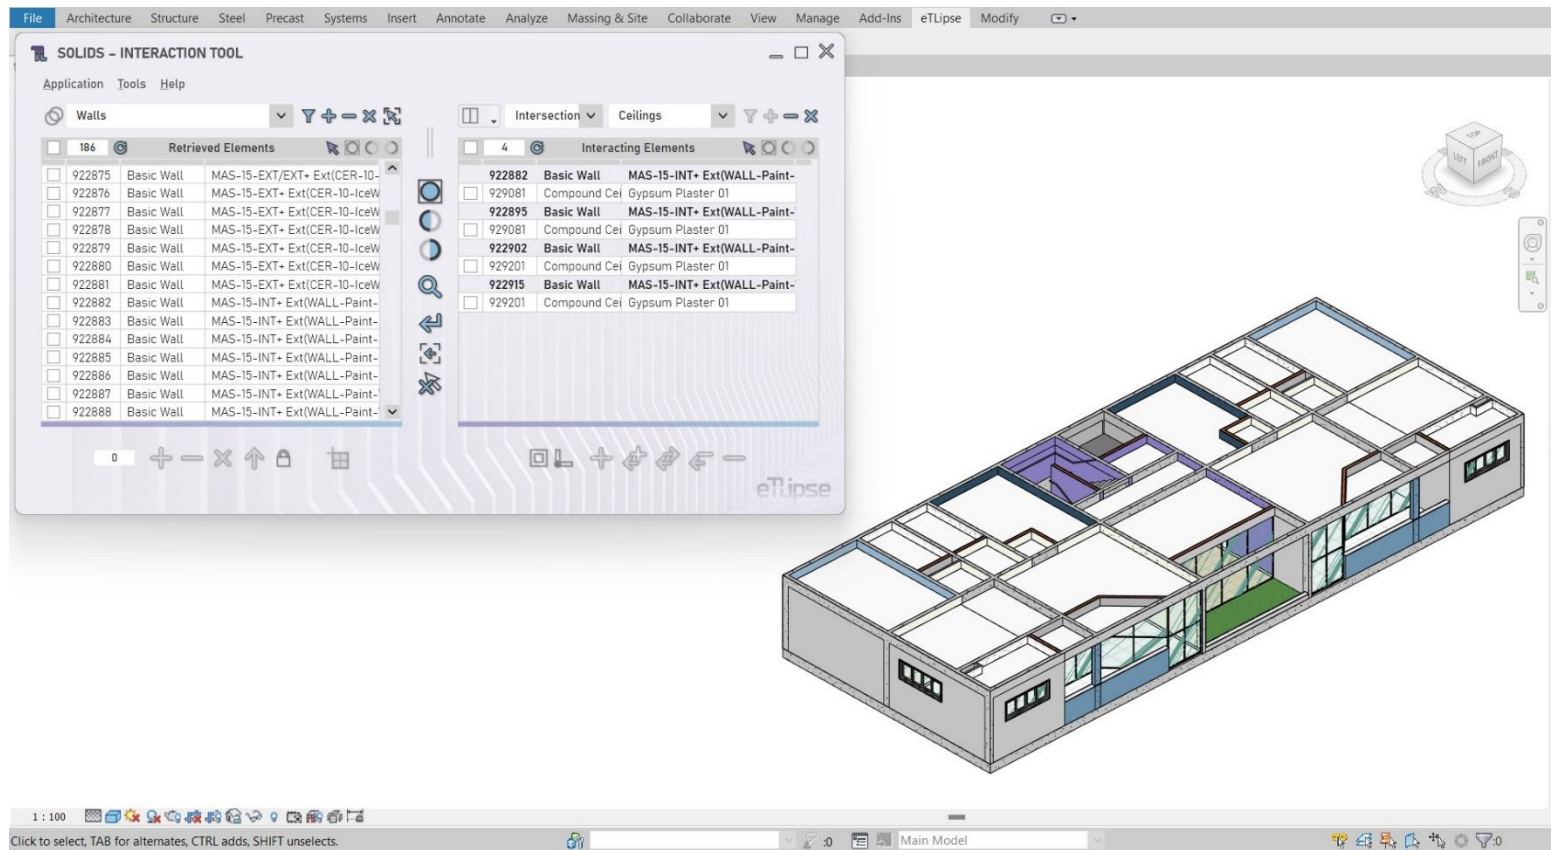 File Architecture Structure Steel Precast Systems Insert Annotate Analyze Massing & Site Collaborate View Manage Add-Ins eTLipse Modify
SOLIDS – INTERACTION TOOL
Application Tools Help
Walls
Intersection Ceilings
186 Retrieved Elements
4 Interacting Elements
922875 Basic Wall MAS-15-EXT/EXT+ Ext(CER-10-
922876 Basic Wall MAS-15-EXT+ Ext(CER-10-IceW
922877 Basic Wall MAS-15-EXT+ Ext(CER-10-IceW
922878 Basic Wall MAS-15-EXT+ Ext(CER-10-IceW
922879 Basic Wall MAS-15-EXT+ Ext(CER-10-IceW
922880 Basic Wall MAS-15-EXT+ Ext(CER-10-IceW
922881 Basic Wall MAS-15-EXT+ Ext(CER-10-IceW
922882 Basic Wall MAS-15-INT+ Ext(WALL-Paint-
922883 Basic Wall MAS-15-INT+ Ext(WALL-Paint-
922884 Basic Wall MAS-15-INT+ Ext(WALL-Paint-
922885 Basic Wall MAS-15-INT+ Ext(WALL-Paint-
922886 Basic Wall MAS-15-INT+ Ext(WALL-Paint-
922887 Basic Wall MAS-15-INT+ Ext(WALL-Paint-
922888 Basic Wall MAS-15-INT+ Ext(WALL-Paint-
922882 Basic Wall MAS-15-INT+ Ext(WALL-Paint-
929081 Compound Cei Gypsum Plaster 01
922895 Basic Wall MAS-15-INT+ Ext(WALL-Paint-
929081 Compound Cei Gypsum Plaster 01
922902 Basic Wall MAS-15-INT+ Ext(WALL-Paint-
929201 Compound Cei Gypsum Plaster 01
922915 Basic Wall MAS-15-INT+ Ext(WALL-Paint-
929201 Compound Cei Gypsum Plaster 01
0
eTLipse
TOP
LEFT FRONT
1 : 100
Click to select, TAB for alternates, CTRL adds, SHIFT unselects.
:0 Main Model :0